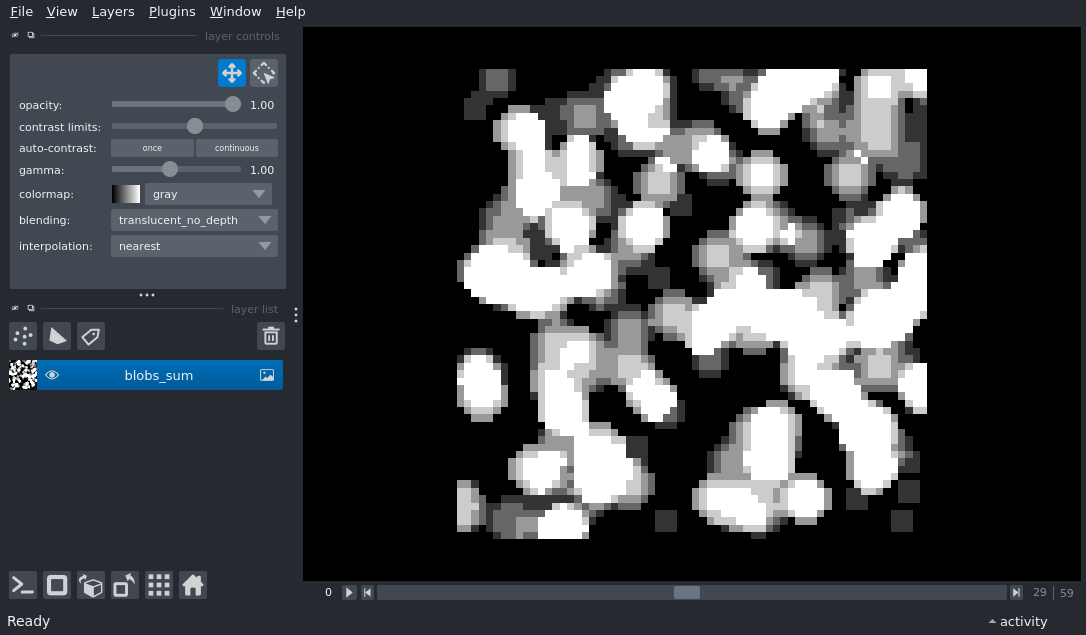 File View Layers Plugins Window Help
layer controls
opacity: 1.00
contrast limits:
auto-contrast: once continuous
gamma: 1.00
colormap: gray
blending: translucent_no_depth
interpolation: nearest
layer list
blobs_sum
0 29 59
Ready activity